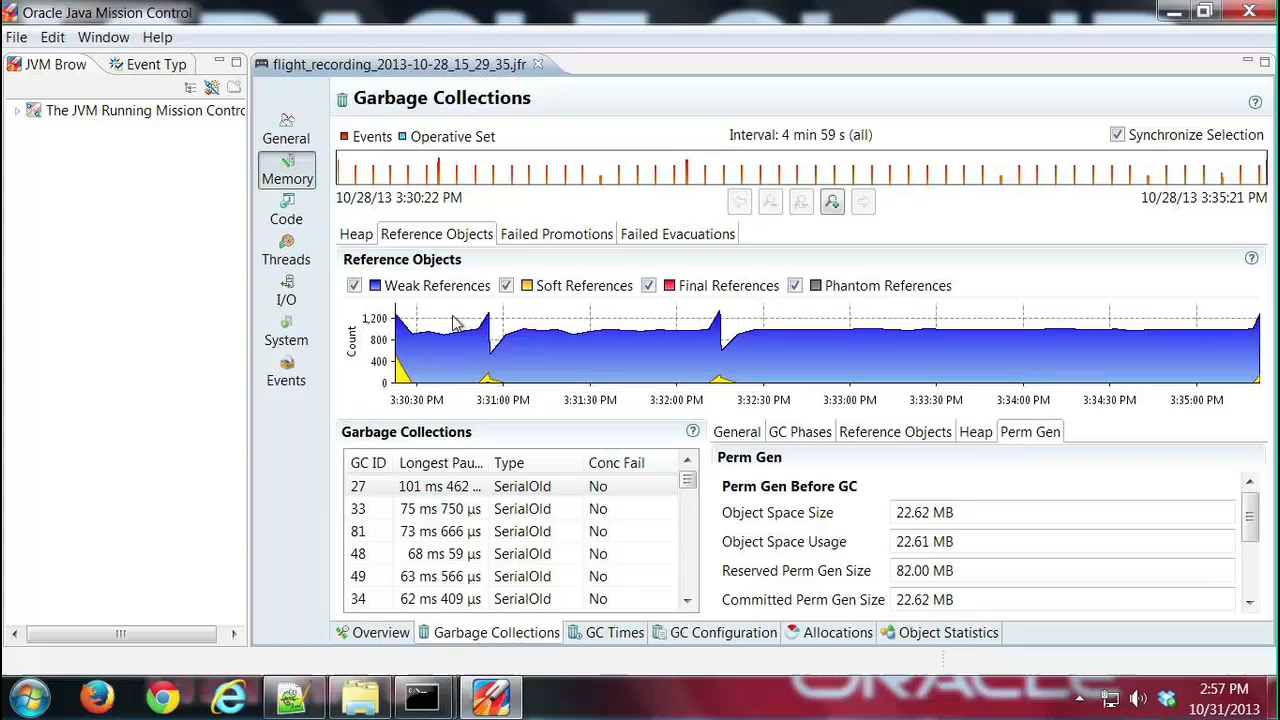 Oracle Java Mission Control
File Edit Window Help
JVM Brow Event Typ
flight_recording_2013-10-28_15_29_35.jfr
The JVM Running Mission Contro
General
Memory
Code
Threads
I/O
System
Events
Garbage Collections
Events Operative Set Interval: 4 min 59 s (all) Synchronize Selection
10/28/13 3:30:22 PM 10/28/13 3:35:21 PM
Heap Reference Objects Failed Promotions Failed Evacuations
Reference Objects
Weak References Soft References Final References Phantom References
Count
1,200
800
400
0
3:30:30 PM 3:31:00 PM 3:31:30 PM 3:32:00 PM 3:32:30 PM 3:33:00 PM 3:33:30 PM 3:34:00 PM 3:34:30 PM 3:35:00 PM
Garbage Collections
GC ID Longest Pau... Type Conc Fail
27 101 ms 462 ... SerialOld No
33 75 ms 750 µs SerialOld No
81 73 ms 666 µs SerialOld No
48 68 ms 59 µs SerialOld No
49 63 ms 566 µs SerialOld No
34 62 ms 409 µs SerialOld No
General GC Phases Reference Objects Heap Perm Gen
Perm Gen
Perm Gen Before GC
Object Space Size 22.62 MB
Object Space Usage 22.61 MB
Reserved Perm Gen Size 82.00 MB
Committed Perm Gen Size 22.62 MB
Overview Garbage Collections GC Times GC Configuration Allocations Object Statistics
ORACLE
2:57 PM
10/31/2013